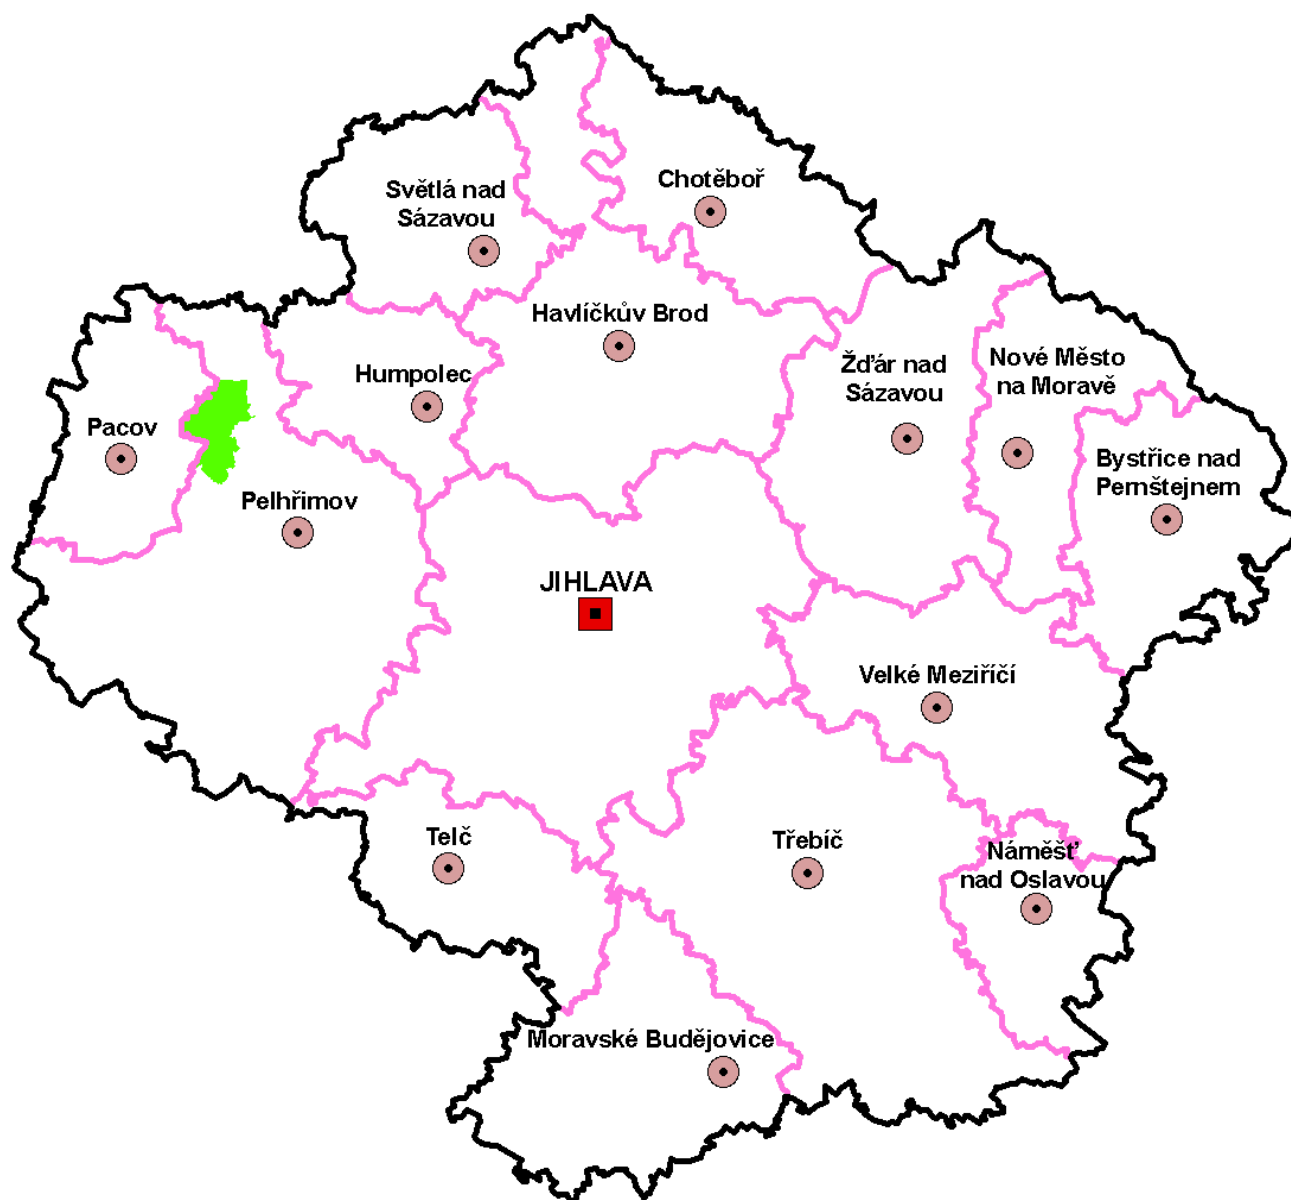 Chotěboř
Světlá nad
Sázavou
Havlíčkův Brod
Humpolec
Žďár nad
Sázavou
Nové Město
na Moravě
Pacov
Bystřice nad
Pernštejnem
Pelhřimov
JIHLAVA
Velké Meziříčí
Telč
Třebíč
Náměšť
nad Oslavou
Moravské Budějovice